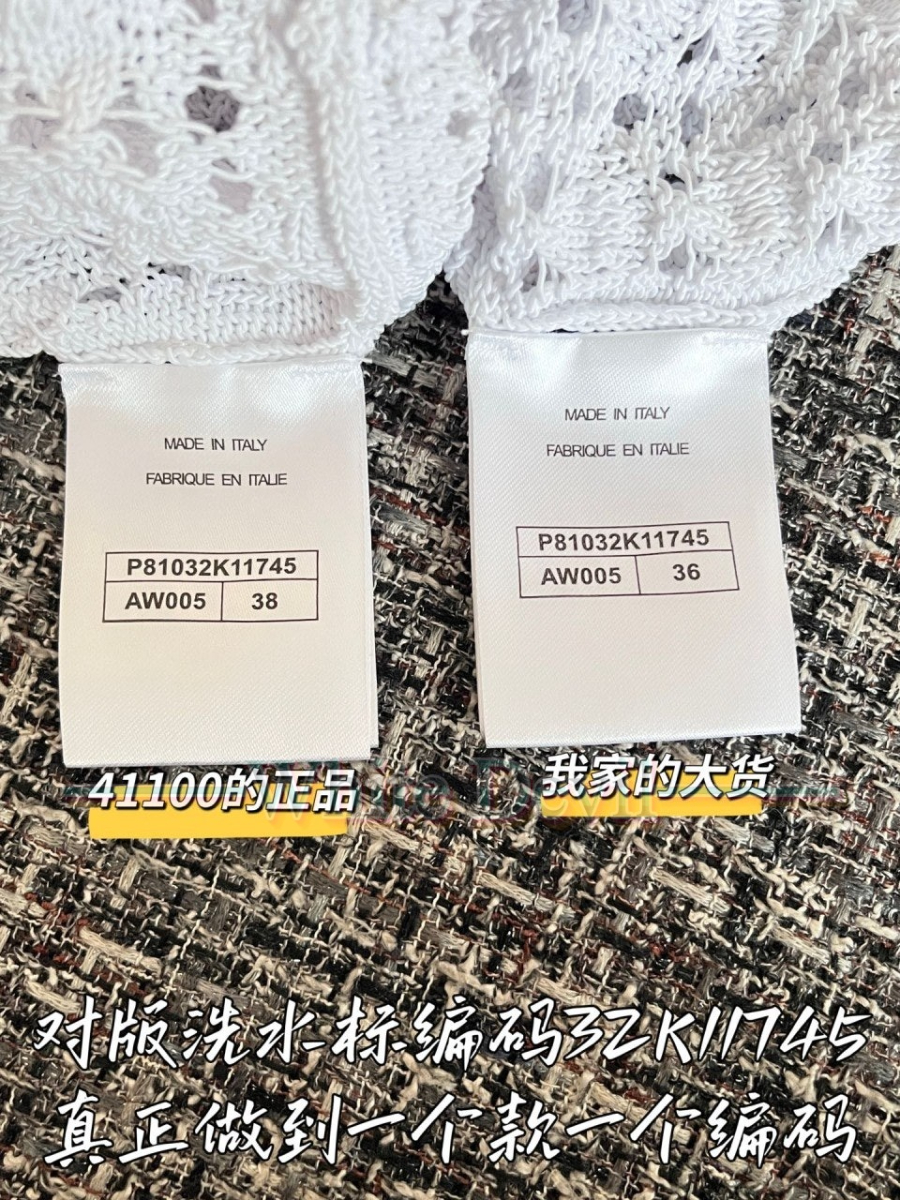 MADE IN ITALY
FABRIQUE EN ITALIE
P81032K11745
AW005 38
MADE IN ITALY
FABRIQUE EN ITALIE
P81032K11745
AW005 36
41100的正品
我家的大货
White Devil
对版洗水标编码32K11745
真正做到一个款一个编码